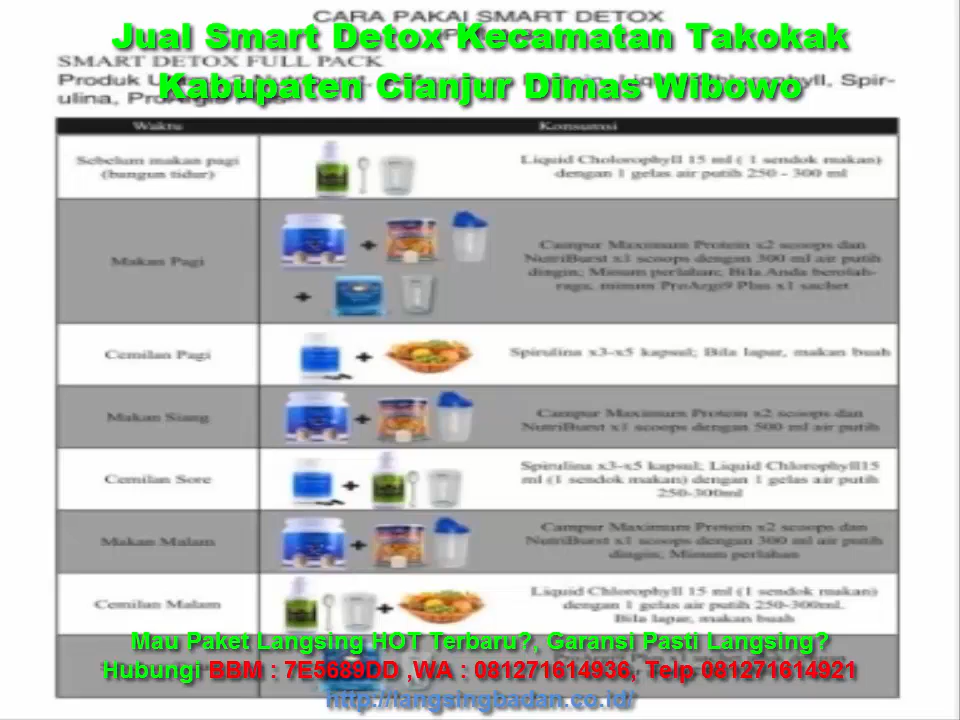 CARA PAKAI SMART DETOX
Jual Smart Detox Kecamatan Takokak
SMART DETOX FULL PACK
Kabupaten Cianjur Dimas Wibowo
Waktu Konsumsi
Sebelum makan pagi
(bangun tidur)
Liquid Cholorophyll 15 ml ( 1 sendok makan)
dengan 1 gelas air putih 250 - 300 ml
Makan Pagi
Campur Maximum Protein x2 scoops dan
NutriBurst x1 scoops dengan 300 ml air putih
dingin; Minum perlahan; Bila Anda berolah-
raga, minum ProArgi9 Plus x1 sachet
Cemilan Pagi
Spirulina x3-x5 kapsul; Bila lapar, makan buah
Makan Siang
Campur Maximum Protein x2 scoops dan
NutriBurst x1 scoops dengan 500 ml air putih
Cemilan Sore
Spirulina x3-x5 kapsul; Liquid Chlorophyll15
ml (1 sendok makan) dengan 1 gelas air putih
250-300ml
Makan Malam
Campur Maximum Protein x2 scoops dan
NutriBurst x1 scoops dengan 300 ml air putih
dingin; Minum perlahan
Cemilan Malam
Liquid Chlorophyll 15 ml (1 sendok makan)
dengan 1 gelas air putih 250-300ml.
Bila lapar, makan buah
Mau Paket Langsing HOT Terbaru?, Garansi Pasti Langsing?
Hubungi BBM : 7E5689DD ,WA : 081271614936, Telp 081271614921
http://langsingbadan.co.id/